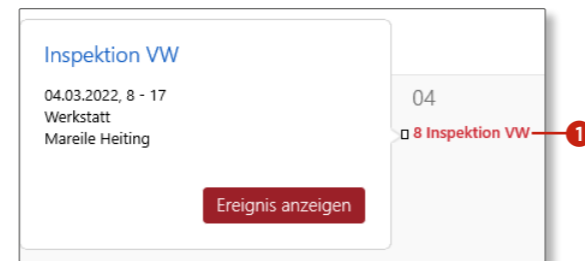 Inspektion VW
04.03.2022, 8 - 17
Werkstatt
Mareile Heiting
Ereignis anzeigen
04
8 Inspektion VW
1